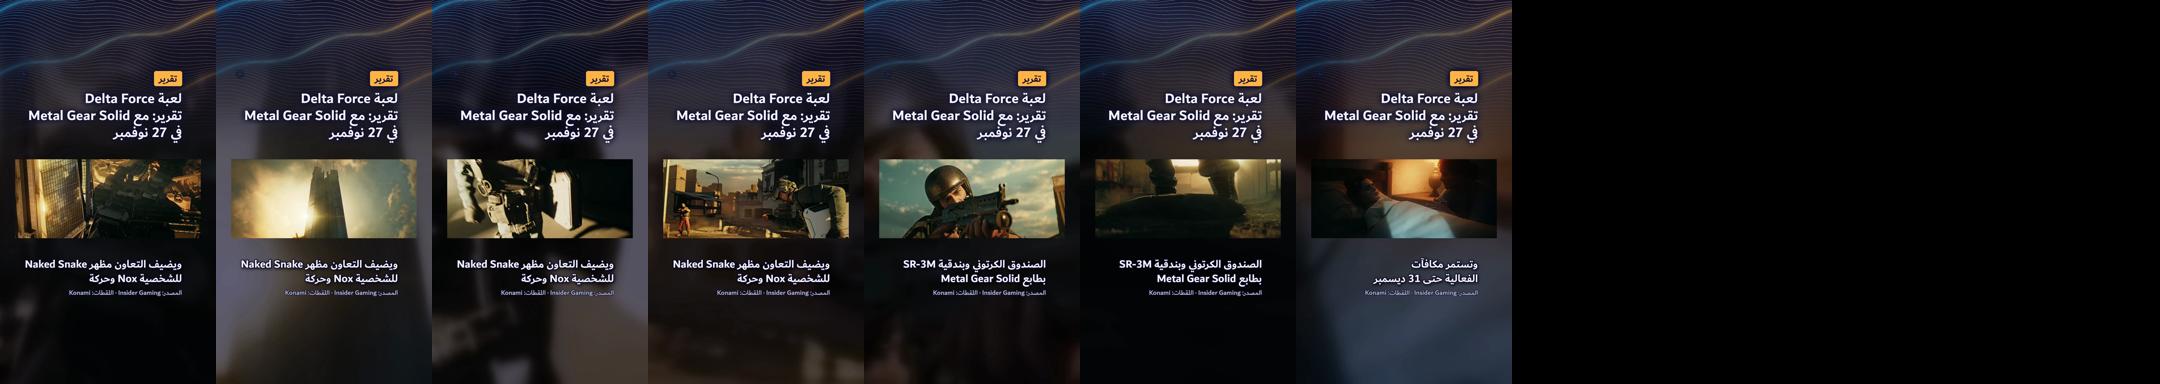 تقرير
لعبة Delta Force
تقرير: مع Metal Gear Solid
في 27 نوفمبر
ويضيف التعاون مظهر Naked Snake
للشخصية Nox وحركة
المصدر: Insider Gaming · اللقطات: Konami
تقرير
لعبة Delta Force
تقرير: مع Metal Gear Solid
في 27 نوفمبر
ويضيف التعاون مظهر Naked Snake
للشخصية Nox وحركة
المصدر: Insider Gaming · اللقطات: Konami
تقرير
لعبة Delta Force
تقرير: مع Metal Gear Solid
في 27 نوفمبر
ويضيف التعاون مظهر Naked Snake
للشخصية Nox وحركة
المصدر: Insider Gaming · اللقطات: Konami
تقرير
لعبة Delta Force
تقرير: مع Metal Gear Solid
في 27 نوفمبر
ويضيف التعاون مظهر Naked Snake
للشخصية Nox وحركة
المصدر: Insider Gaming · اللقطات: Konami
تقرير
لعبة Delta Force
تقرير: مع Metal Gear Solid
في 27 نوفمبر
الصندوق الكرتوني وبندقية SR-3M
بطابع Metal Gear Solid
المصدر: Insider Gaming · اللقطات: Konami
تقرير
لعبة Delta Force
تقرير: مع Metal Gear Solid
في 27 نوفمبر
الصندوق الكرتوني وبندقية SR-3M
بطابع Metal Gear Solid
المصدر: Insider Gaming · اللقطات: Konami
تقرير
لعبة Delta Force
تقرير: مع Metal Gear Solid
في 27 نوفمبر
وتستمر مكافآت
الفعالية حتى 31 ديسمبر
المصدر: Insider Gaming · اللقطات: Konami